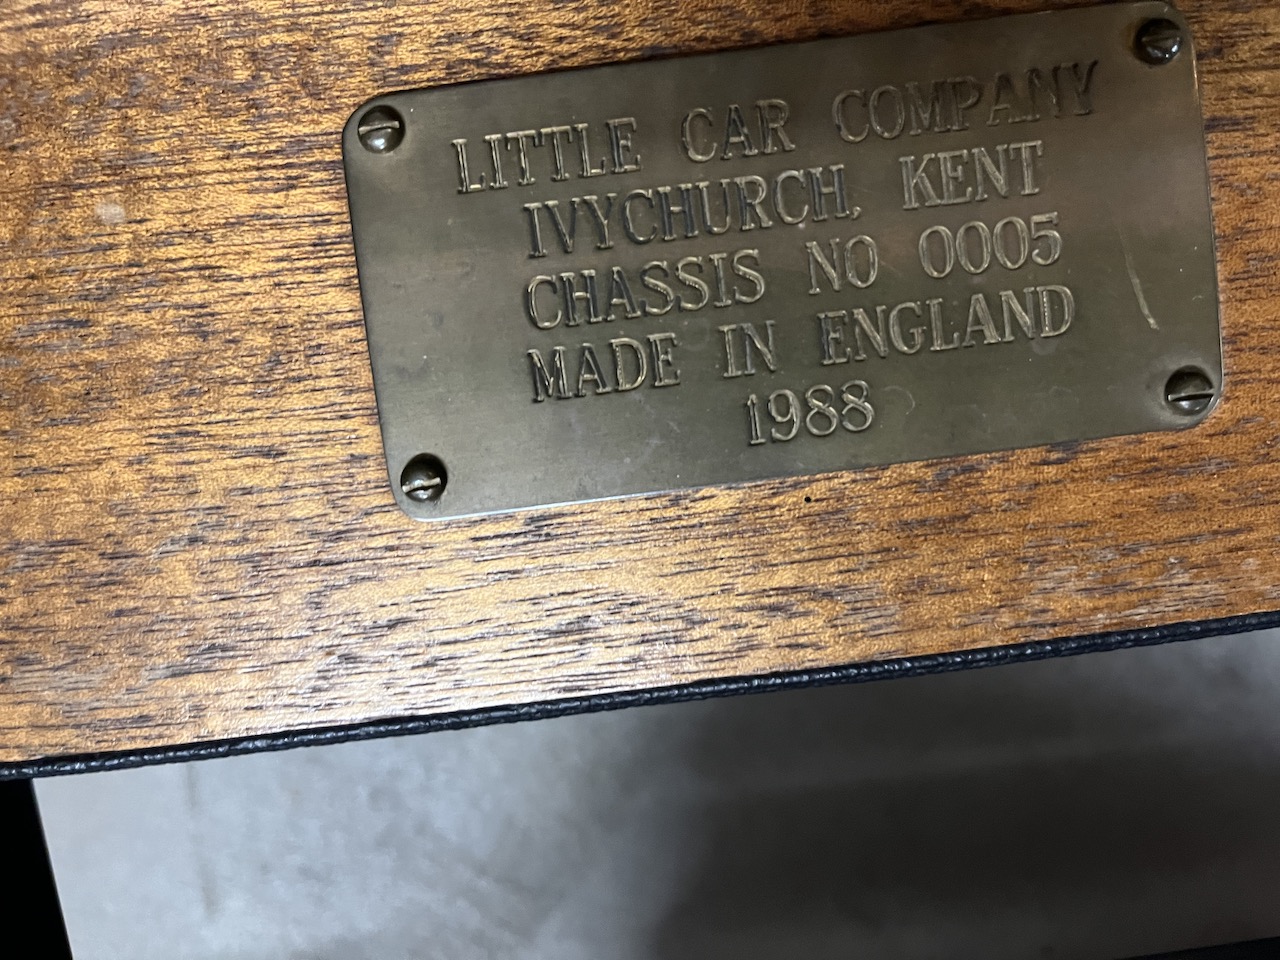 LITTLE CAR COMPANY
IVYCHURCH, KENT
CHASSIS NO 0005
MADE IN ENGLAND
1988